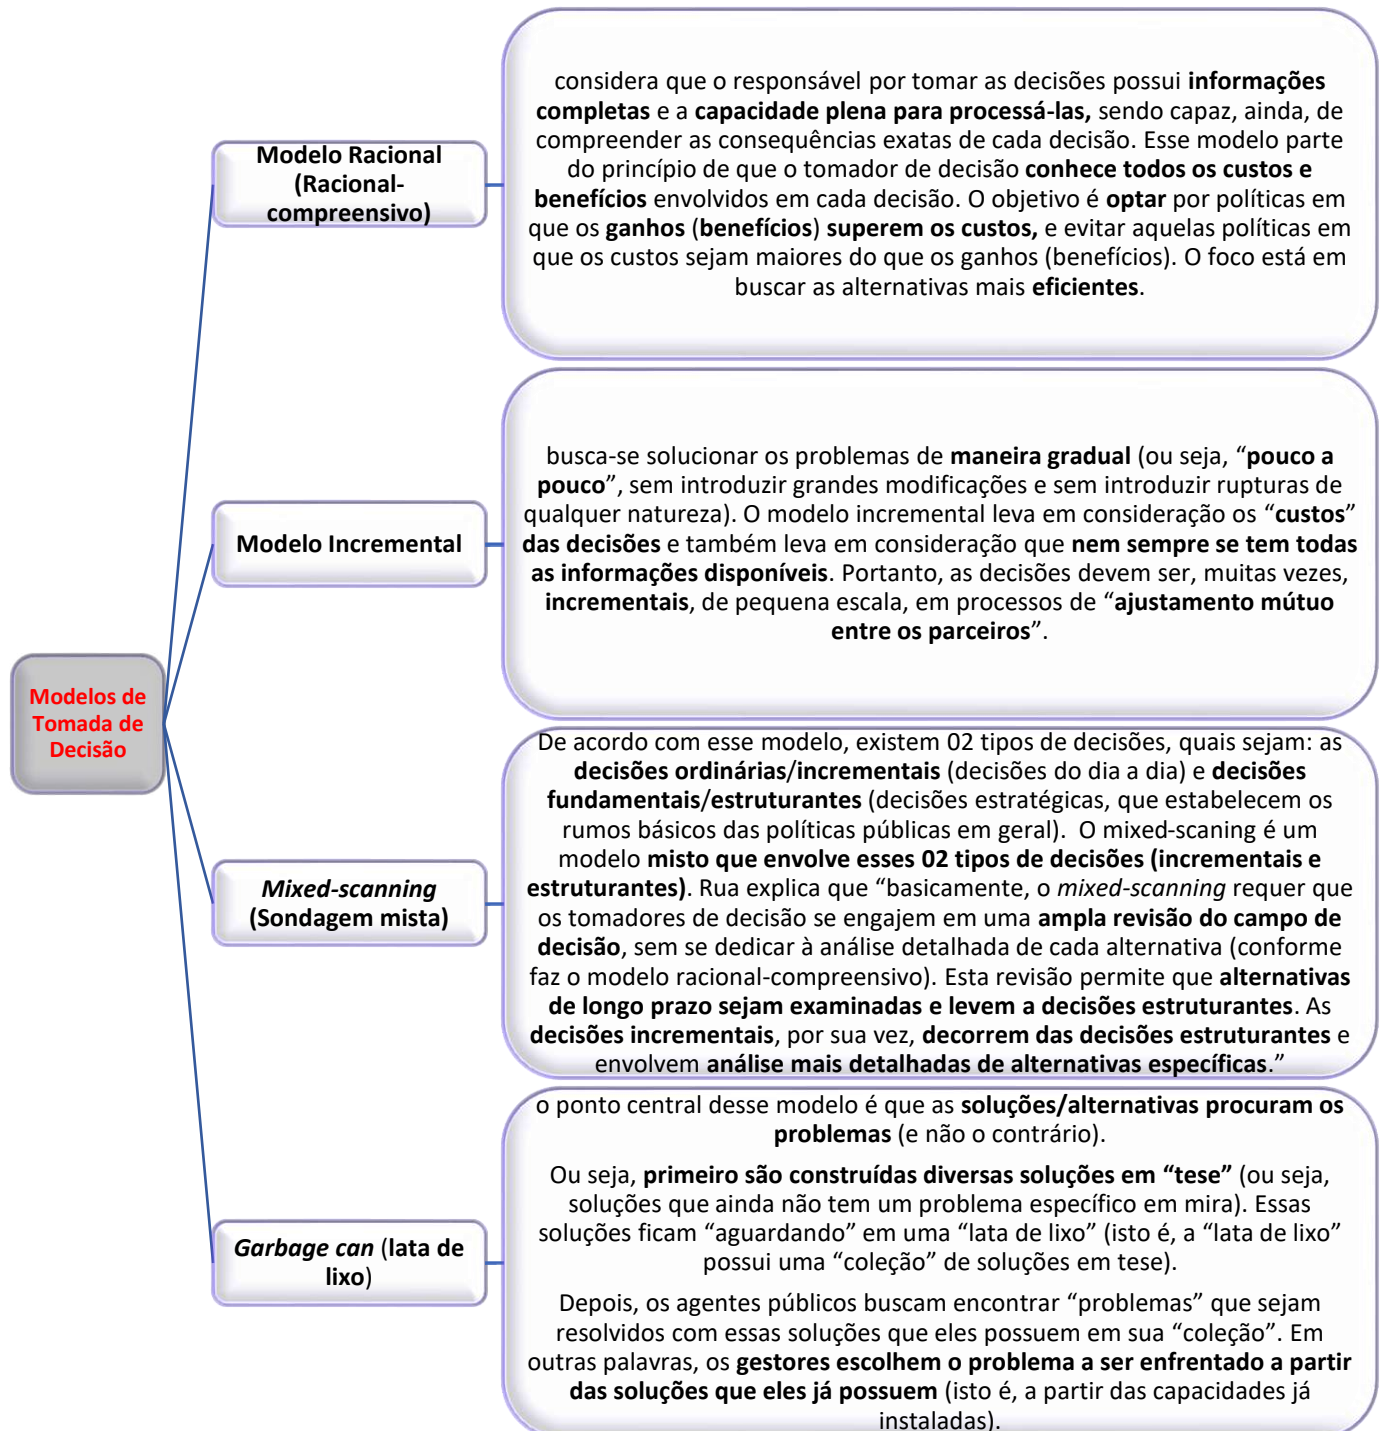 Modelos de
Tomada de
Decisão
Modelo Racional
(Racional-
compreensivo)
considera que o responsável por tomar as decisões possui informações
completas e a capacidade plena para processá-las, sendo capaz, ainda, de
compreender as consequências exatas de cada decisão. Esse modelo parte
do princípio de que o tomador de decisão conhece todos os custos e
benefícios envolvidos em cada decisão. O objetivo é optar por políticas em
que os ganhos (benefícios) superem os custos, e evitar aquelas políticas em
que os custos sejam maiores do que os ganhos (benefícios). O foco está em
buscar as alternativas mais eficientes.
Modelo Incremental
busca-se solucionar os problemas de maneira gradual (ou seja, “pouco a
pouco”, sem introduzir grandes modificações e sem introduzir rupturas de
qualquer natureza). O modelo incremental leva em consideração os “custos”
das decisões e também leva em consideração que nem sempre se tem todas
as informações disponíveis. Portanto, as decisões devem ser, muitas vezes,
incrementais, de pequena escala, em processos de “ajustamento mútuo
entre os parceiros”.
Mixed-scanning
(Sondagem mista)
De acordo com esse modelo, existem 02 tipos de decisões, quais sejam: as
decisões ordinárias/incrementais (decisões do dia a dia) e decisões
fundamentais/estruturantes (decisões estratégicas, que estabelecem os
rumos básicos das políticas públicas em geral). O mixed-scaning é um
modelo misto que envolve esses 02 tipos de decisões (incrementais e
estruturantes). Rua explica que “basicamente, o mixed-scanning requer que
os tomadores de decisão se engajem em uma ampla revisão do campo de
decisão, sem se dedicar à análise detalhada de cada alternativa (conforme
faz o modelo racional-compreensivo). Esta revisão permite que alternativas
de longo prazo sejam examinadas e levem a decisões estruturantes. As
decisões incrementais, por sua vez, decorrem das decisões estruturantes e
envolvem análise mais detalhadas de alternativas específicas.”
Garbage can (lata de
lixo)
o ponto central desse modelo é que as soluções/alternativas procuram os
problemas (e não o contrário).
Ou seja, primeiro são construídas diversas soluções em “tese” (ou seja,
soluções que ainda não tem um problema específico em mira). Essas
soluções ficam “aguardando” em uma “lata de lixo” (isto é, a “lata de lixo”
possui uma “coleção” de soluções em tese).
Depois, os agentes públicos buscam encontrar “problemas” que sejam
resolvidos com essas soluções que eles possuem em sua “coleção”. Em
outras palavras, os gestores escolhem o problema a ser enfrentado a partir
das soluções que eles já possuem (isto é, a partir das capacidades já
instaladas).